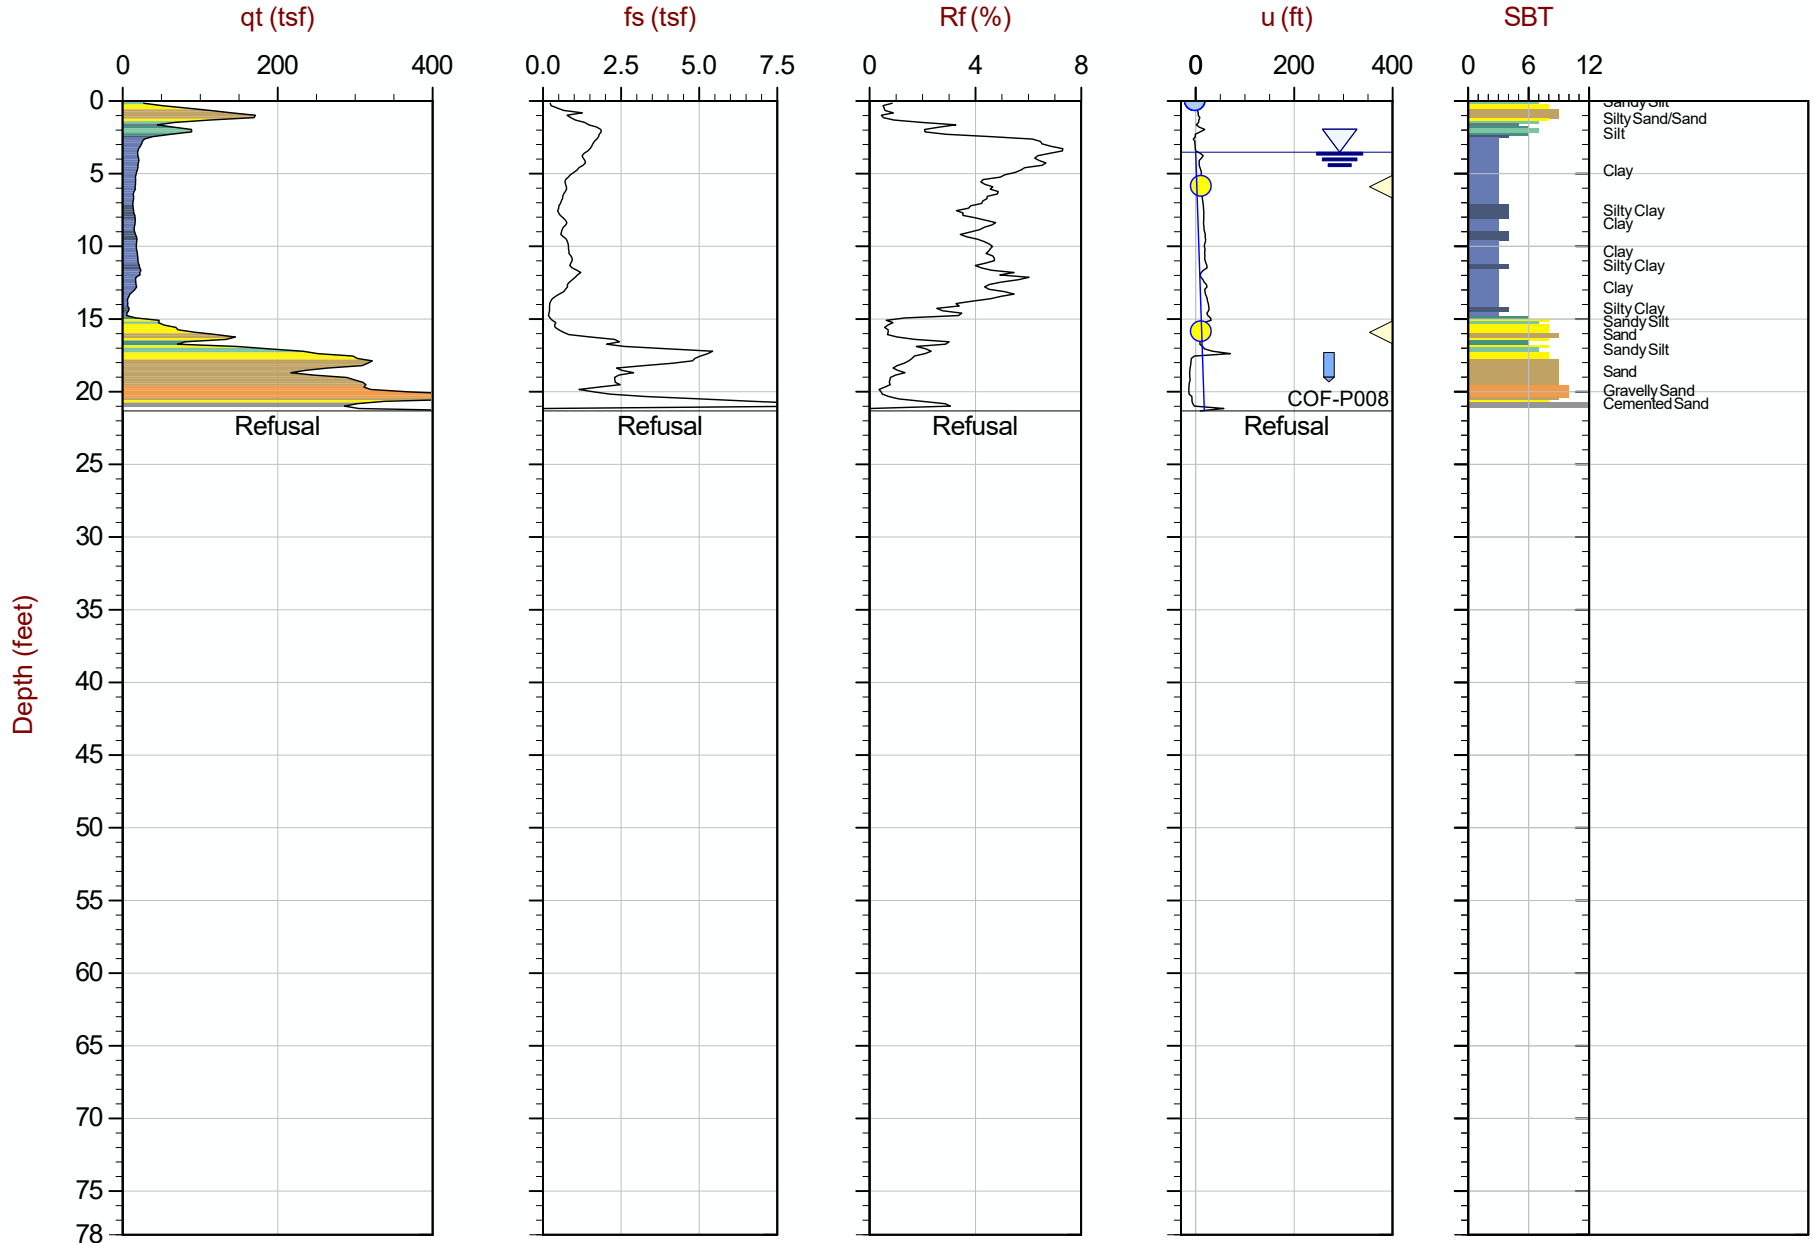 qt (tsf) fs (tsf) Rf (%) u (ft) SBT
0 200 400 0.0 2.5 5.0 7.5 0 4 8 0 200 400 0 6 12
0
5
10
15
20
25
30
35
40
45
50
55
60
65
70
75
78
Depth (feet)
Sandy Silt
Silty Sand/Sand
Silt
Clay
Silty Clay
Clay
Clay
Silty Clay
Clay
Silty Clay
Sandy Silt
Sand
Sandy Silt
Sand
Gravelly Sand
Cemented Sand
COF-P008
Refusal Refusal Refusal Refusal